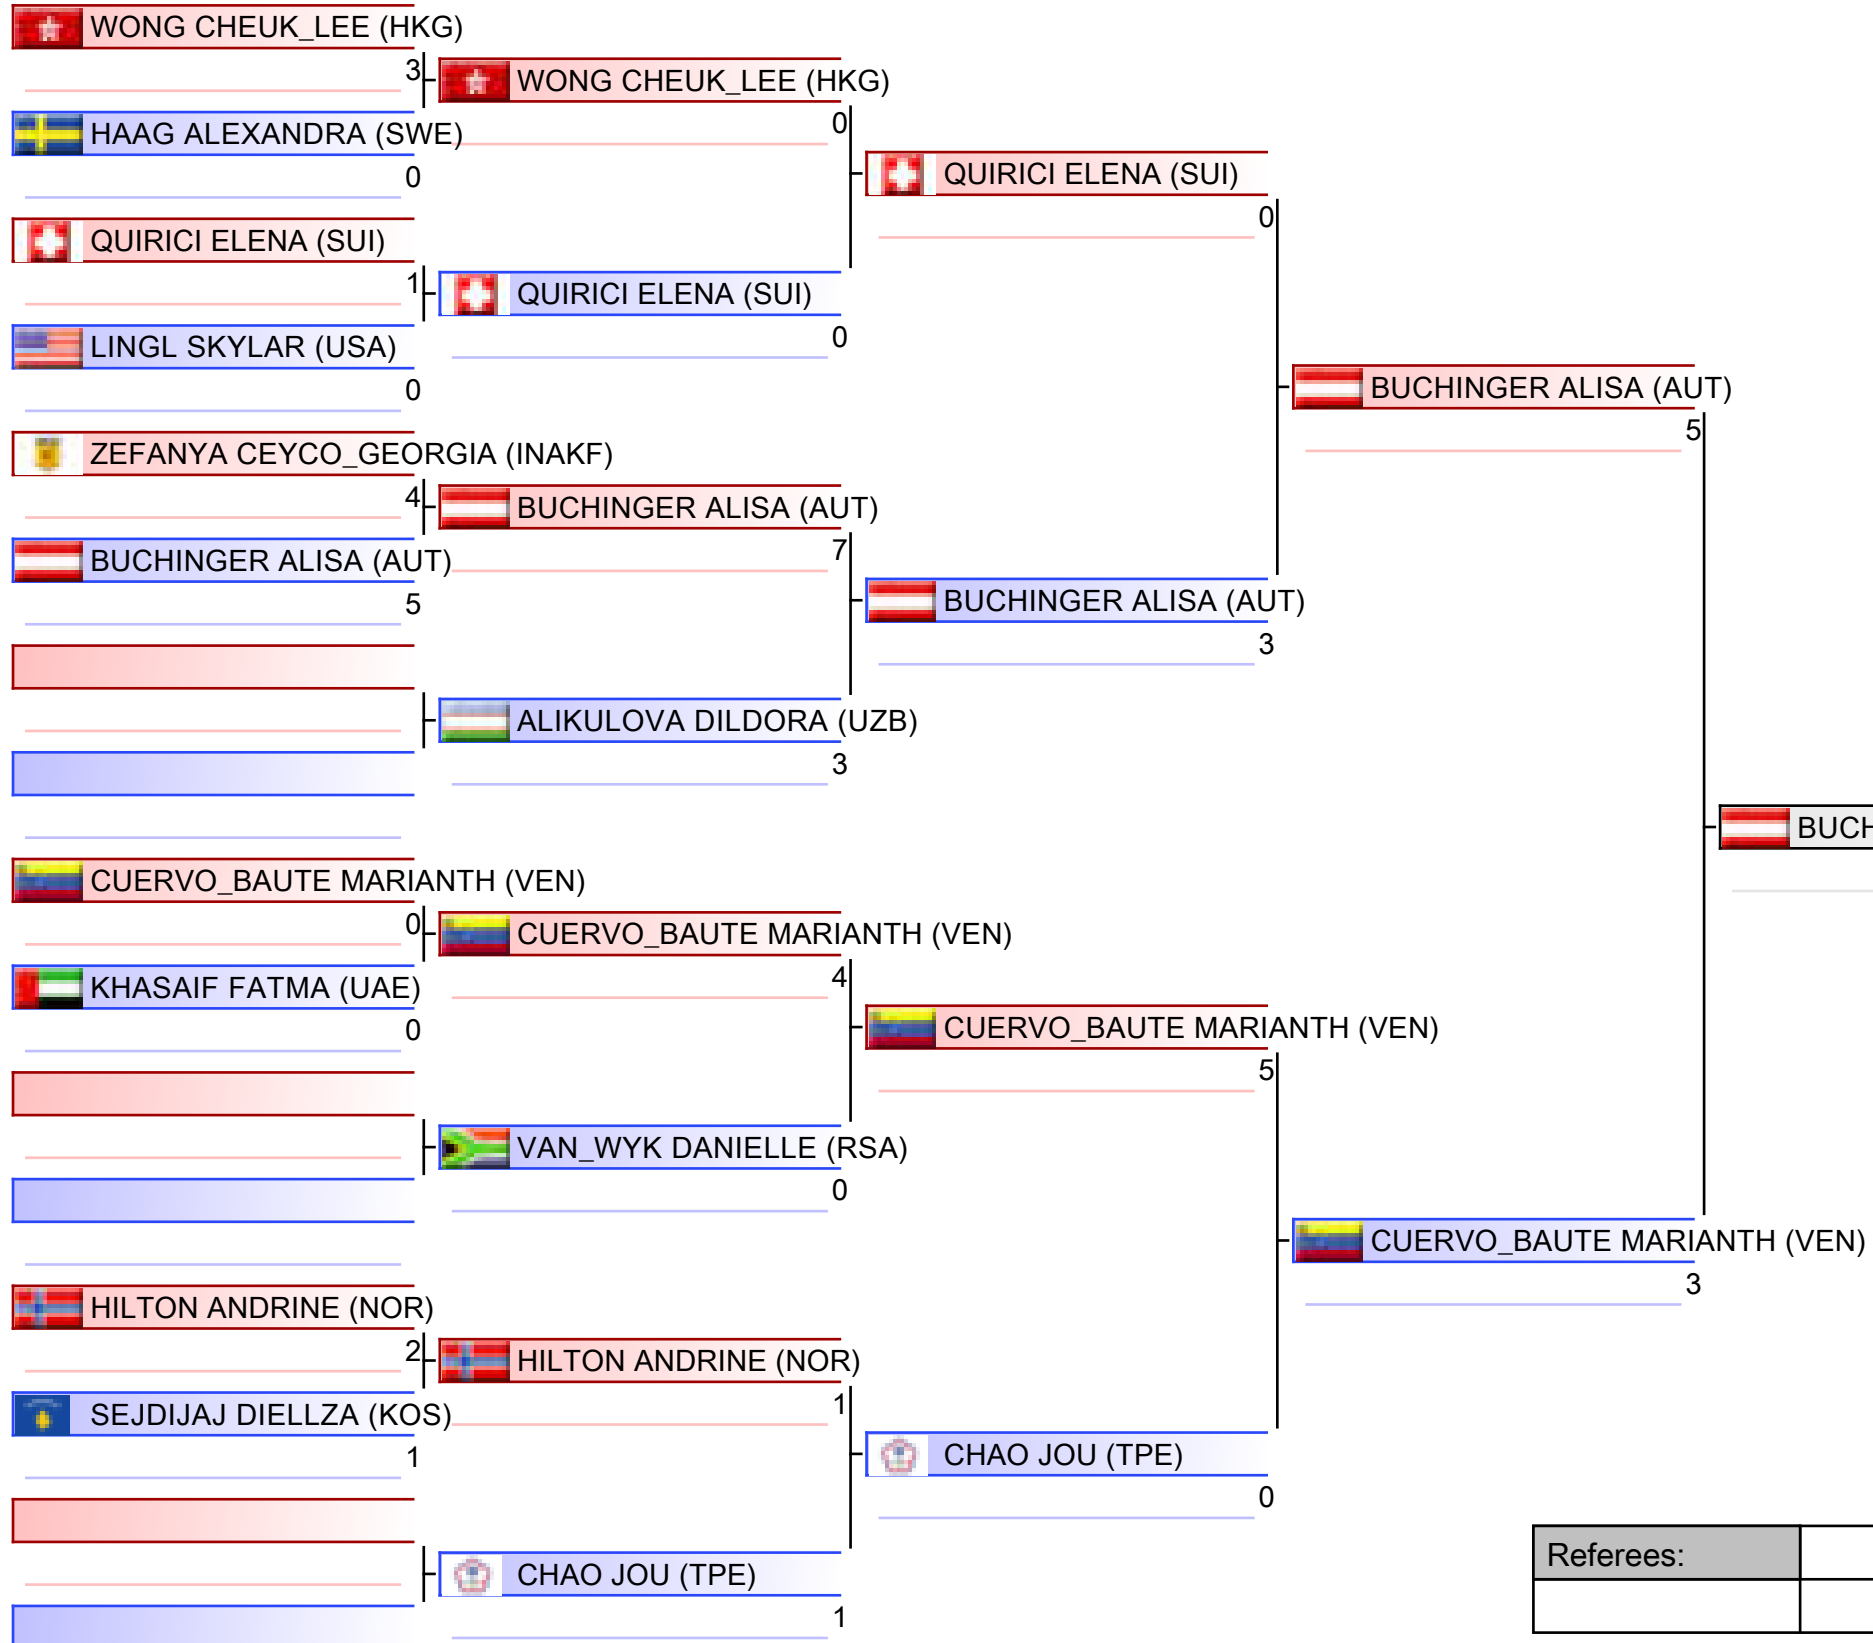 WONG CHEUK_LEE (HKG)
3
HAAG ALEXANDRA (SWE)
0
QUIRICI ELENA (SUI)
1
LINGL SKYLAR (USA)
0
ZEFANYA CEYCO_GEORGIA (INAKF)
4
BUCHINGER ALISA (AUT)
5
CUERVO_BAUTE MARIANTH (VEN)
0
KHASAIF FATMA (UAE)
0
HILTON ANDRINE (NOR)
2
SEJDIJAJ DIELLZA (KOS)
1
WONG CHEUK_LEE (HKG)
0
QUIRICI ELENA (SUI)
0
BUCHINGER ALISA (AUT)
7
ALIKULOVA DILDORA (UZB)
3
CUERVO_BAUTE MARIANTH (VEN)
4
VAN_WYK DANIELLE (RSA)
0
HILTON ANDRINE (NOR)
1
CHAO JOU (TPE)
1
QUIRICI ELENA (SUI)
0
BUCHINGER ALISA (AUT)
3
CUERVO_BAUTE MARIANTH (VEN)
5
CHAO JOU (TPE)
0
BUCHINGER ALISA (AUT)
5
CUERVO_BAUTE MARIANTH (VEN)
3
BUCH
Referees: